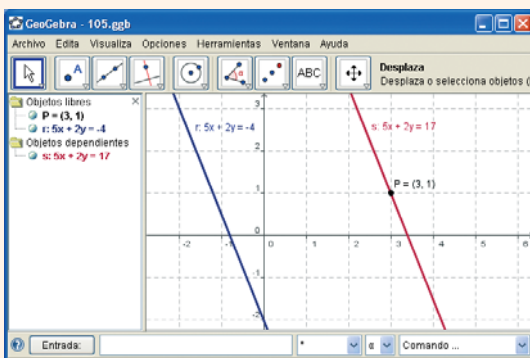 GeoGebra - 105.ggb
Archivo Edita Visualiza Opciones Herramientas Ventana Ayuda
ABC
Desplaza
Desplaza o selecciona objetos (
Objetos libres
P = (3, 1)
r: 5x + 2y = -4
Objetos dependientes
s: 5x + 2y = 17
r: 5x + 2y = -4
s: 5x + 2y = 17
P = (3, 1)
3
2
1
0
-1
-2
-2 -1 0 1 2 3 4 5 6
Entrada:
*
α
Comando ...